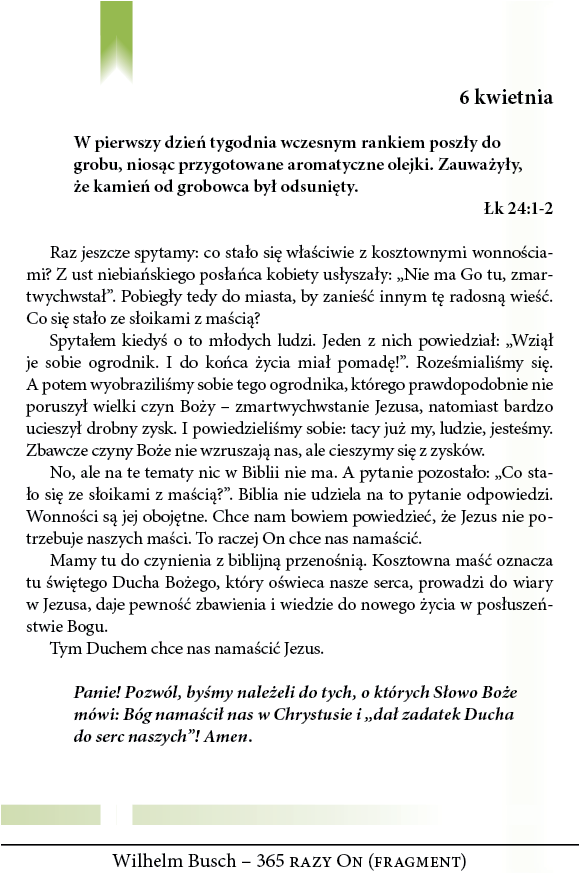 6 kwietnia
W pierwszy dzień tygodnia wczesnym rankiem poszły do
grobu, niosąc przygotowane aromatyczne olejki. Zauważyły,
że kamień od grobowca był odsunięty.
Łk 24:1-2
Raz jeszcze spytamy: co stało się właściwie z kosztownymi wonnościa-
mi? Z ust niebiańskiego posłańca kobiety usłyszały: „Nie ma Go tu, zmar-
twychwstał”. Pobiegły tedy do miasta, by zanieść innym tę radosną wieść.
Co się stało ze słoikami z maścią?
Spytałem kiedyś o to młodych ludzi. Jeden z nich powiedział: „Wziął
je sobie ogrodnik. I do końca życia miał pomadę!”. Roześmialiśmy się.
A potem wyobraziliśmy sobie tego ogrodnika, którego prawdopodobnie nie
poruszył wielki czyn Boży – zmartwychwstanie Jezusa, natomiast bardzo
ucieszył drobny zysk. I powiedzieliśmy sobie: tacy już my, ludzie, jesteśmy.
Zbawcze czyny Boże nie wzruszają nas, ale cieszymy się z zysków.
No, ale na te tematy nic w Biblii nie ma. A pytanie pozostało: „Co sta-
ło się ze słoikami z maścią?”. Biblia nie udziela na to pytanie odpowiedzi.
Wonności są jej obojętne. Chce nam bowiem powiedzieć, że Jezus nie po-
trzebuje naszych maści. To raczej On chce nas namaścić.
Mamy tu do czynienia z biblijną przenośnią. Kosztowna maść oznacza
tu świętego Ducha Bożego, który oświeca nasze serca, prowadzi do wiary
w Jezusa, daje pewność zbawienia i wiedzie do nowego życia w posłuszeń-
stwie Bogu.
Tym Duchem chce nas namaścić Jezus.
Panie! Pozwól, byśmy należeli do tych, o których Słowo Boże
mówi: Bóg namaścił nas w Chrystusie i „dał zadatek Ducha
do serc naszych”! Amen.
Wilhelm Busch – 365 razy On (fragment)